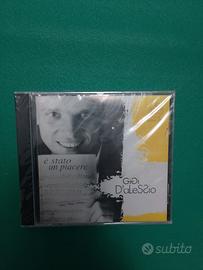 è stato
un piacere
GiGi
D'aLeSSio
subito